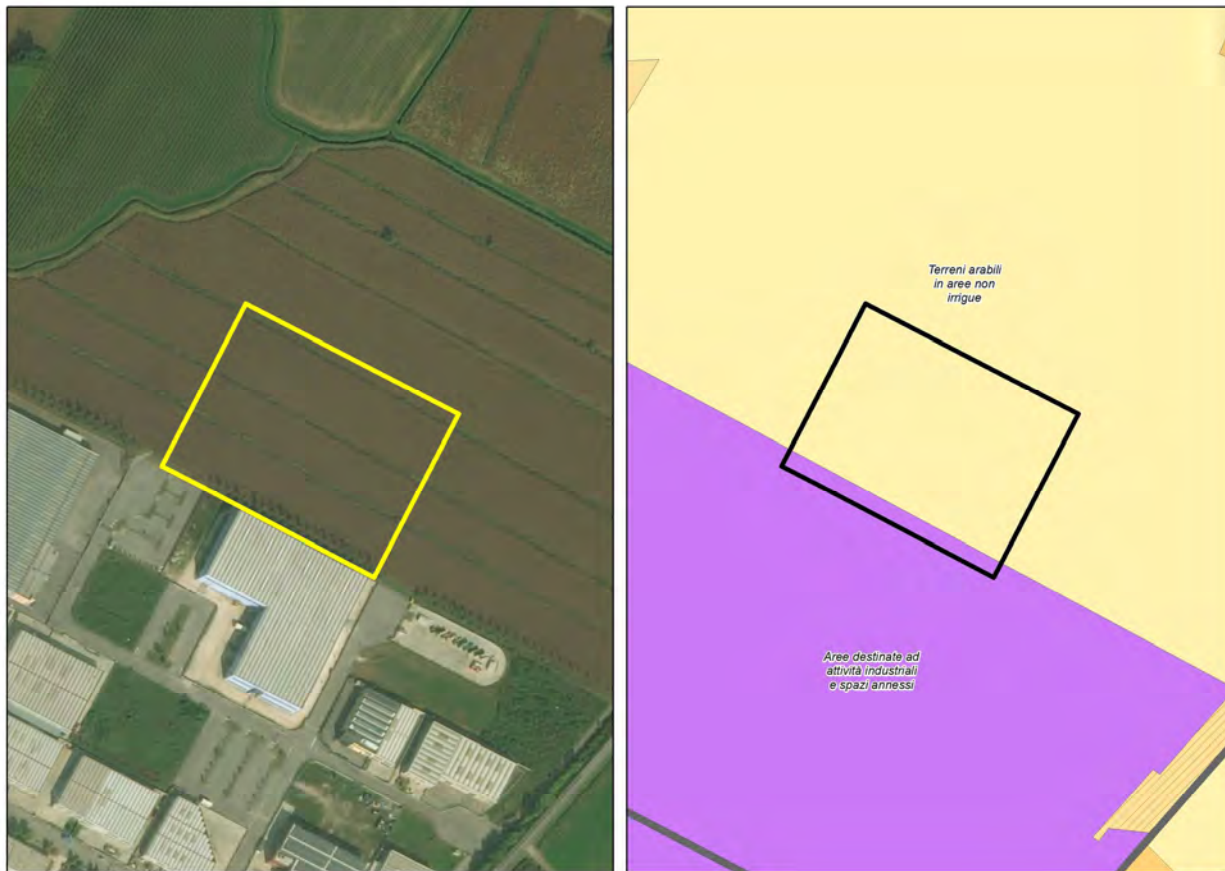 Terreni arabili
in aree non
irrigue
Aree destinate ad
attività industriali
e spazi annessi